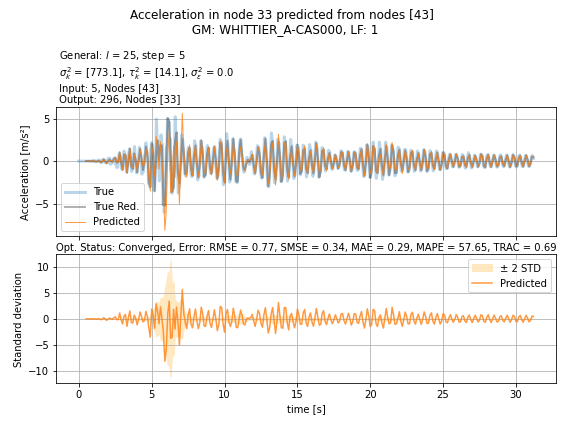 Acceleration in node 33 predicted from nodes [43]
GM: WHITTIER_A-CAS000, LF: 1
General: l = 25, step = 5
σ²ₖ = [773.1], τ²ₖ = [14.1], σ²ε = 0.0
Input: 5, Nodes [43]
Output: 296, Nodes [33]
Acceleration [m/s²]
5
0
−5
True
True Red.
Predicted
Opt. Status: Converged, Error: RMSE = 0.77, SMSE = 0.34, MAE = 0.29, MAPE = 57.65, TRAC = 0.69
Standard deviation
10
5
0
−5
−10
± 2 STD
Predicted
0 5 10 15 20 25 30
time [s]